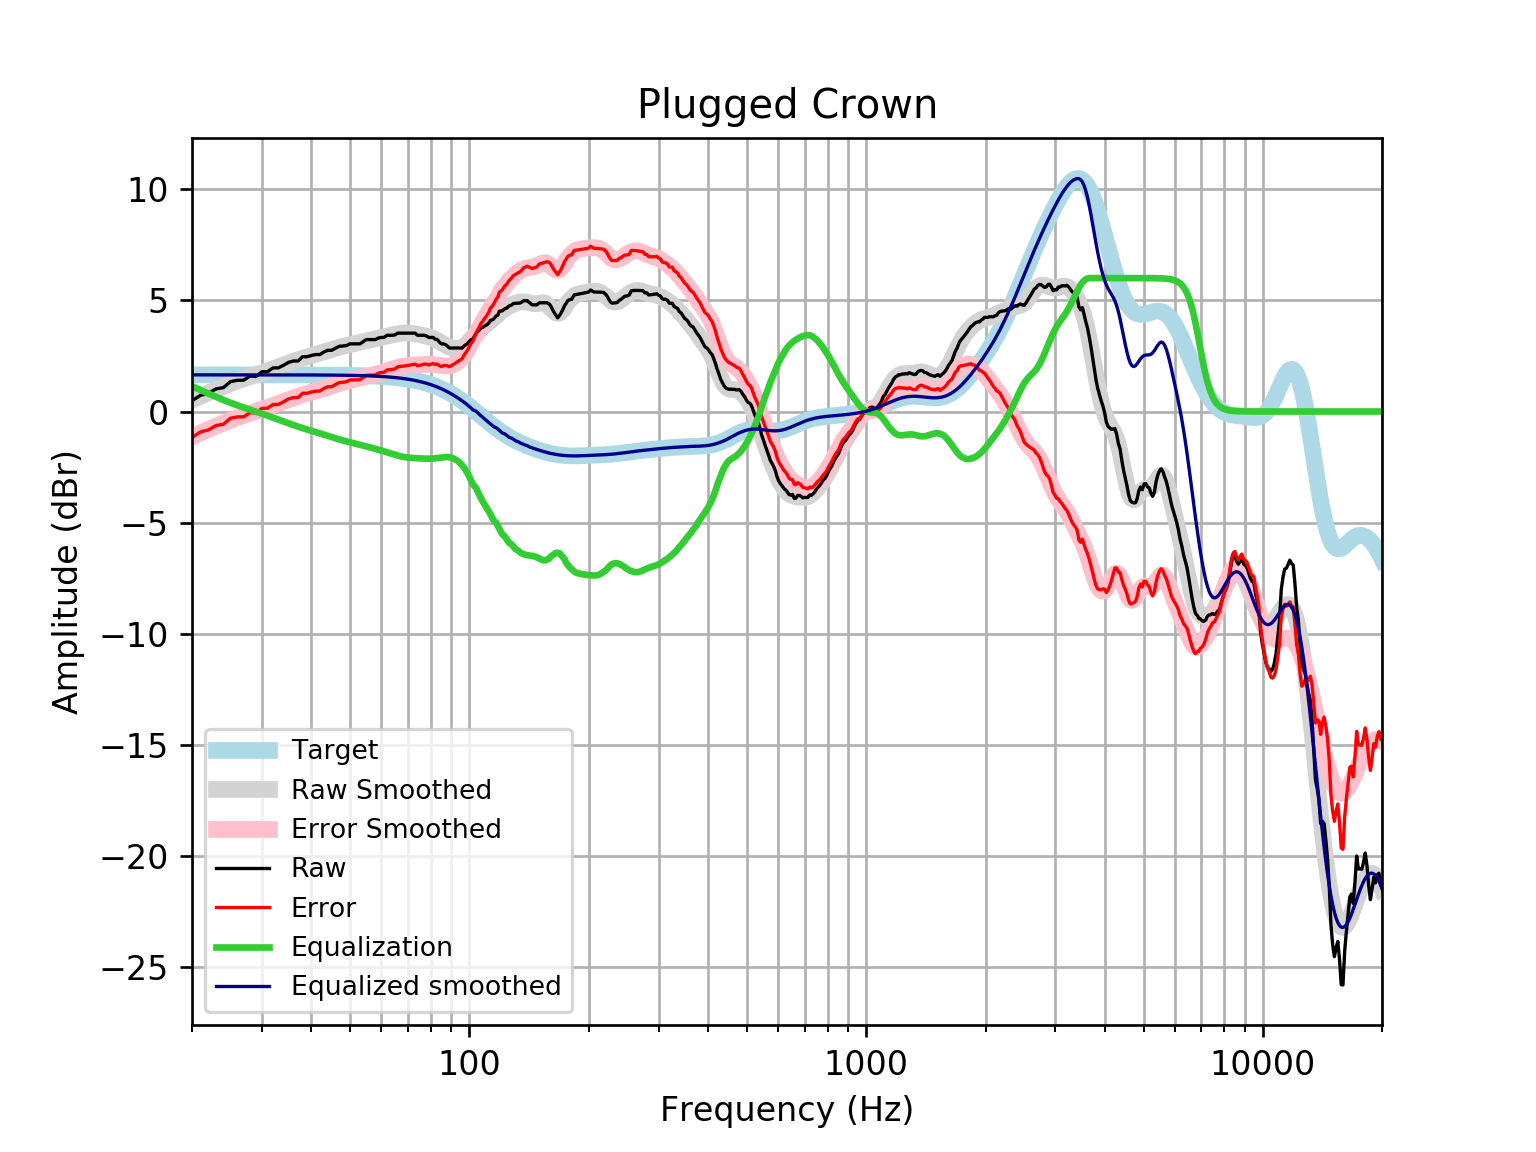 Plugged Crown
Amplitude (dBr)
10
5
0
−5
−10
−15
−20
−25
Target
Raw Smoothed
Error Smoothed
Raw
Error
Equalization
Equalized smoothed
100
1000
10000
Frequency (Hz)